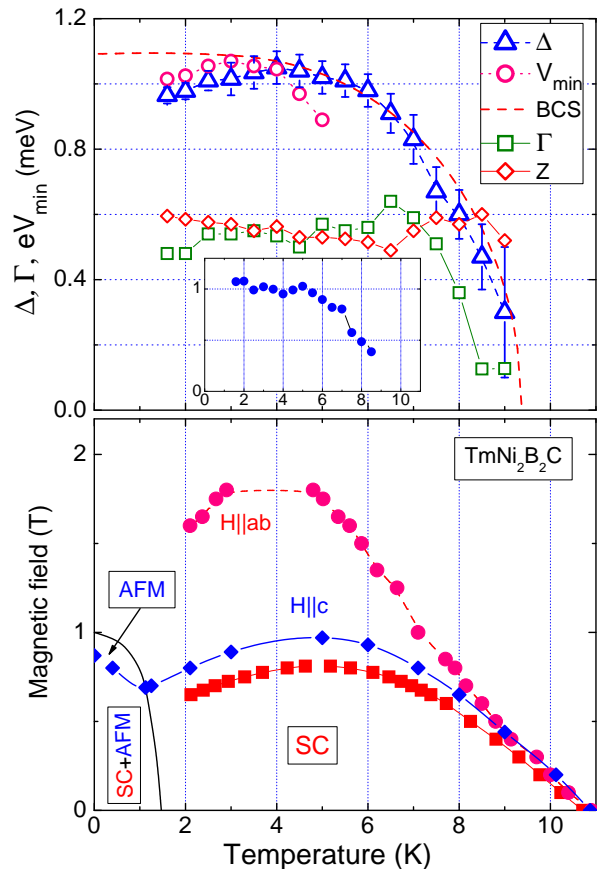 Δ, Γ, eV_min (meV)
1.2
0.8
0.4
0.0
Δ
V_min
BCS
Γ
Z
1
0
0 2 4 6 8 10
Magnetic field (T)
2
1
0
TmNi₂B₂C
H||ab
H||c
AFM
SC+AFM
SC
0 2 4 6 8 10
Temperature (K)